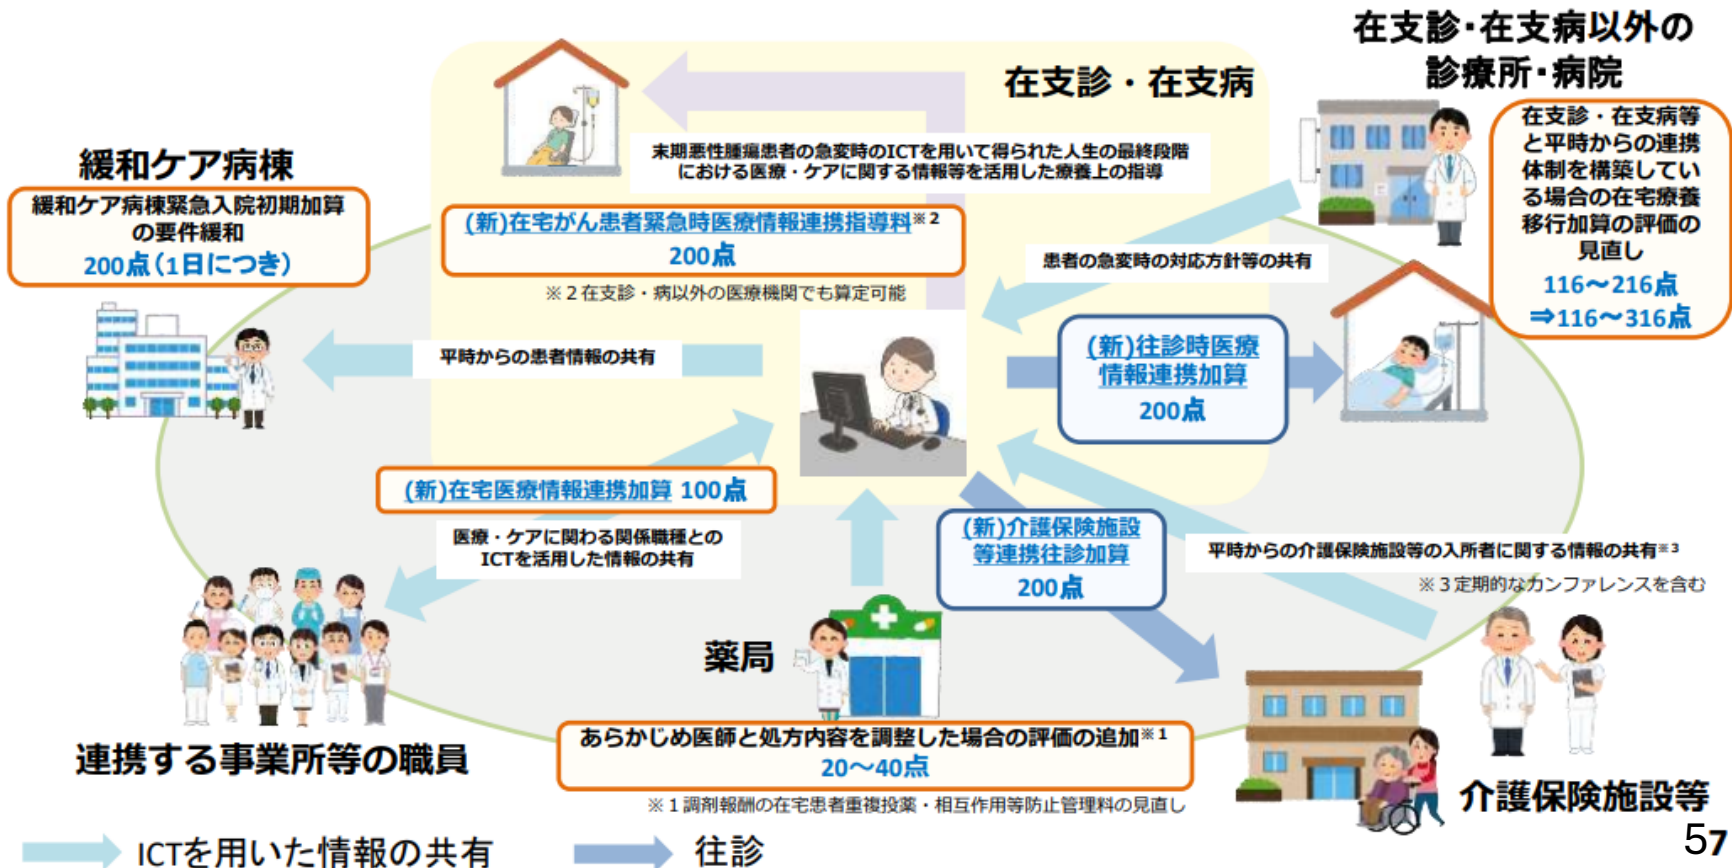 在支診・在支病以外の
診療所・病院
在支診・在支病
在支診・在支病等
と平時からの連携
体制を構築してい
る場合の在宅療養
移行加算の評価の
見直し
116～216点
⇒116～316点
末期悪性腫瘍患者の急変時のICTを用いて得られた人生の最終段階
における医療・ケアに関する情報等を活用した療養上の指導
緩和ケア病棟
緩和ケア病棟緊急入院初期加算
の要件緩和
200点（1日につき）
(新)在宅がん患者緊急時医療情報連携指導料※2
200点
※2在支診・病以外の医療機関でも算定可能
患者の急変時の対応方針等の共有
平時からの患者情報の共有
(新)往診時医療
情報連携加算
200点
(新)在宅医療情報連携加算 100点
医療・ケアに関わる関係職種との
ICTを活用した情報の共有
(新)介護保険施設
等連携往診加算
200点
平時からの介護保険施設等の入所者に関する情報の共有※3
※3定期的なカンファレンスを含む
薬局
連携する事業所等の職員
あらかじめ医師と処方内容を調整した場合の評価の追加※1
20～40点
※1調剤報酬の在宅患者重複投薬・相互作用等防止管理料の見直し
介護保険施設等
ICTを用いた情報の共有
往診
57